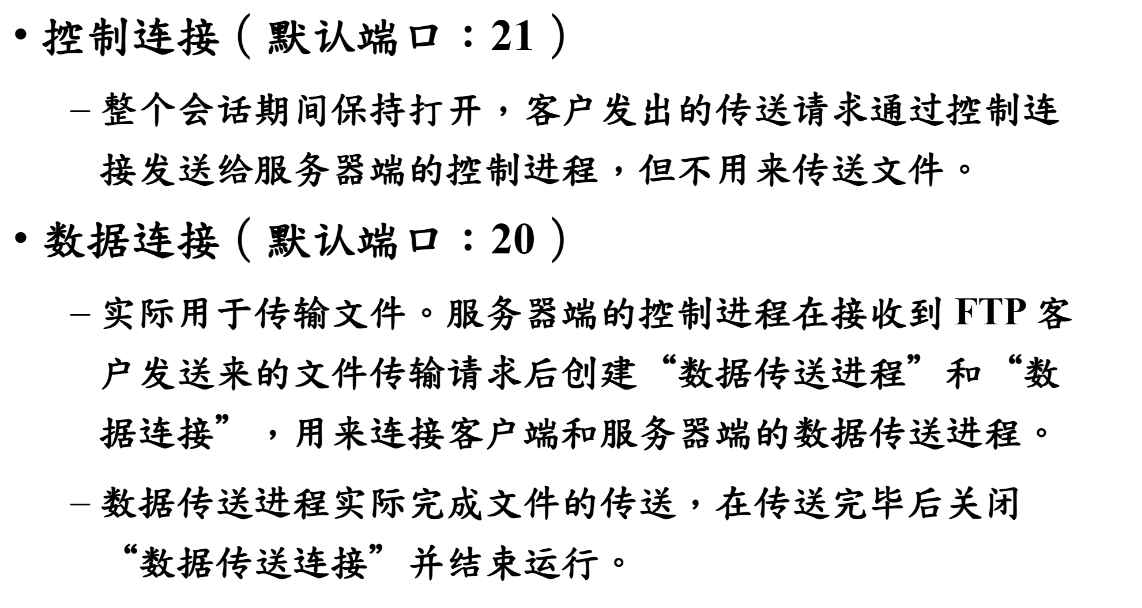 • 控制连接（默认端口：21）
– 整个会话期间保持打开，客户发出的传送请求通过控制连
接发送给服务器端的控制进程，但不用来传送文件。
• 数据连接（默认端口：20）
– 实际用于传输文件。服务器端的控制进程在接收到 FTP 客
户发送来的文件传输请求后创建“数据传送进程”和“数
据连接”，用来连接客户端和服务器端的数据传送进程。
– 数据传送进程实际完成文件的传送，在传送完毕后关闭
“数据传送连接”并结束运行。